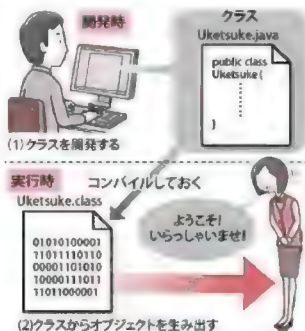 開発時
クラス
Uketsuke.java
public class
Uketsuke {
}
(1)クラスを開発する
実行時
コンパイルしておく
Uketsuke.class
01010100001
11011110110
00001101010
10000111011
11011000001
ようこそ!
いらっしゃいませ!
(2)クラスからオブジェクトを生み出す